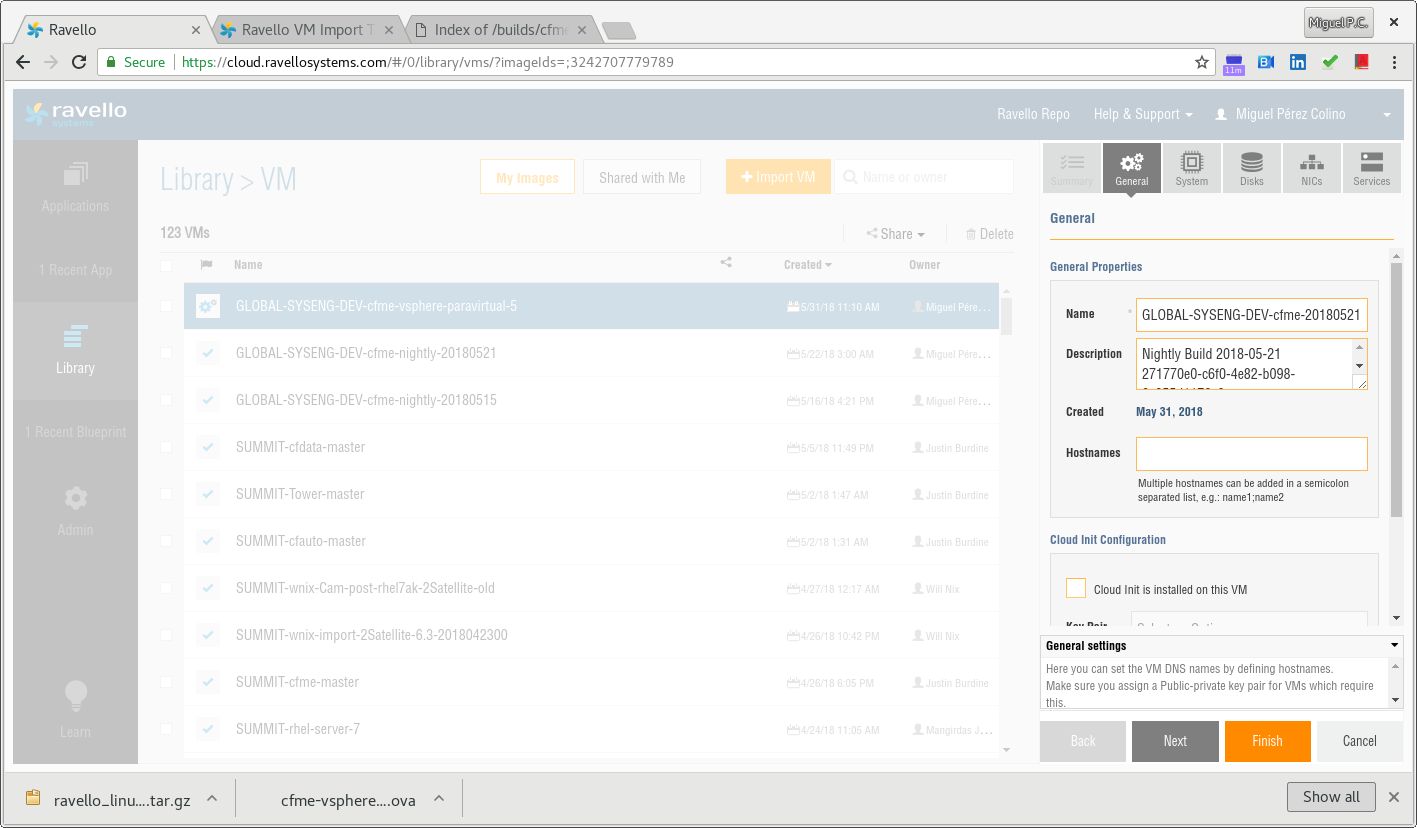 Ravello
Ravello VM Import T
Index of /builds/cfme
Miguel P.C.
Secure
https://cloud.ravellosystems.com/#/0/library/vms/?imageIds=;3242707779789
11m
ravello
systems
Ravello Repo
Help & Support
Miguel Pérez Colino
Applications
1 Recent App
Library
1 Recent Blueprint
Admin
Learn
Library > VM
My Images
Shared with Me
+ Import VM
Name or owner
123 VMs
Share
Delete
Name Created Owner
GLOBAL-SYSENG-DEV-cfme-vsphere-paravirtual-5 5/31/18 11:10 AM Miguel Pére...
GLOBAL-SYSENG-DEV-cfme-nightly-20180521 5/22/18 3:00 AM Miguel Pére...
GLOBAL-SYSENG-DEV-cfme-nightly-20180515 5/16/18 4:21 PM Miguel Pére...
SUMMIT-cfdata-master 5/5/18 11:49 PM Justin Burdine
SUMMIT-Tower-master 5/2/18 1:47 AM Justin Burdine
SUMMIT-cfauto-master 5/2/18 1:31 AM Justin Burdine
SUMMIT-wnix-Cam-post-rhel7ak-2Satellite-old 4/27/18 12:17 AM Will Nix
SUMMIT-wnix-import-2Satellite-6.3-2018042300 4/26/18 10:42 PM Will Nix
SUMMIT-cfme-master 4/26/18 6:05 PM Justin Burdine
SUMMIT-rhel-server-7 4/24/18 11:05 AM Mangirdas J...
Summary
General
System
Disks
NICs
Services
General
General Properties
Name * GLOBAL-SYSENG-DEV-cfme-20180521
Description Nightly Build 2018-05-21
271770e0-c6f0-4e82-b098-
Created May 31, 2018
Hostnames
Multiple hostnames can be added in a semicolon
separated list, e.g.: name1;name2
Cloud Init Configuration
Cloud Init is installed on this VM
Key Pair
General settings
Here you can set the VM DNS names by defining hostnames.
Make sure you assign a Public-private key pair for VMs which require
this.
Back
Next
Finish
Cancel
ravello_linu....tar.gz
cfme-vsphere....ova
Show all